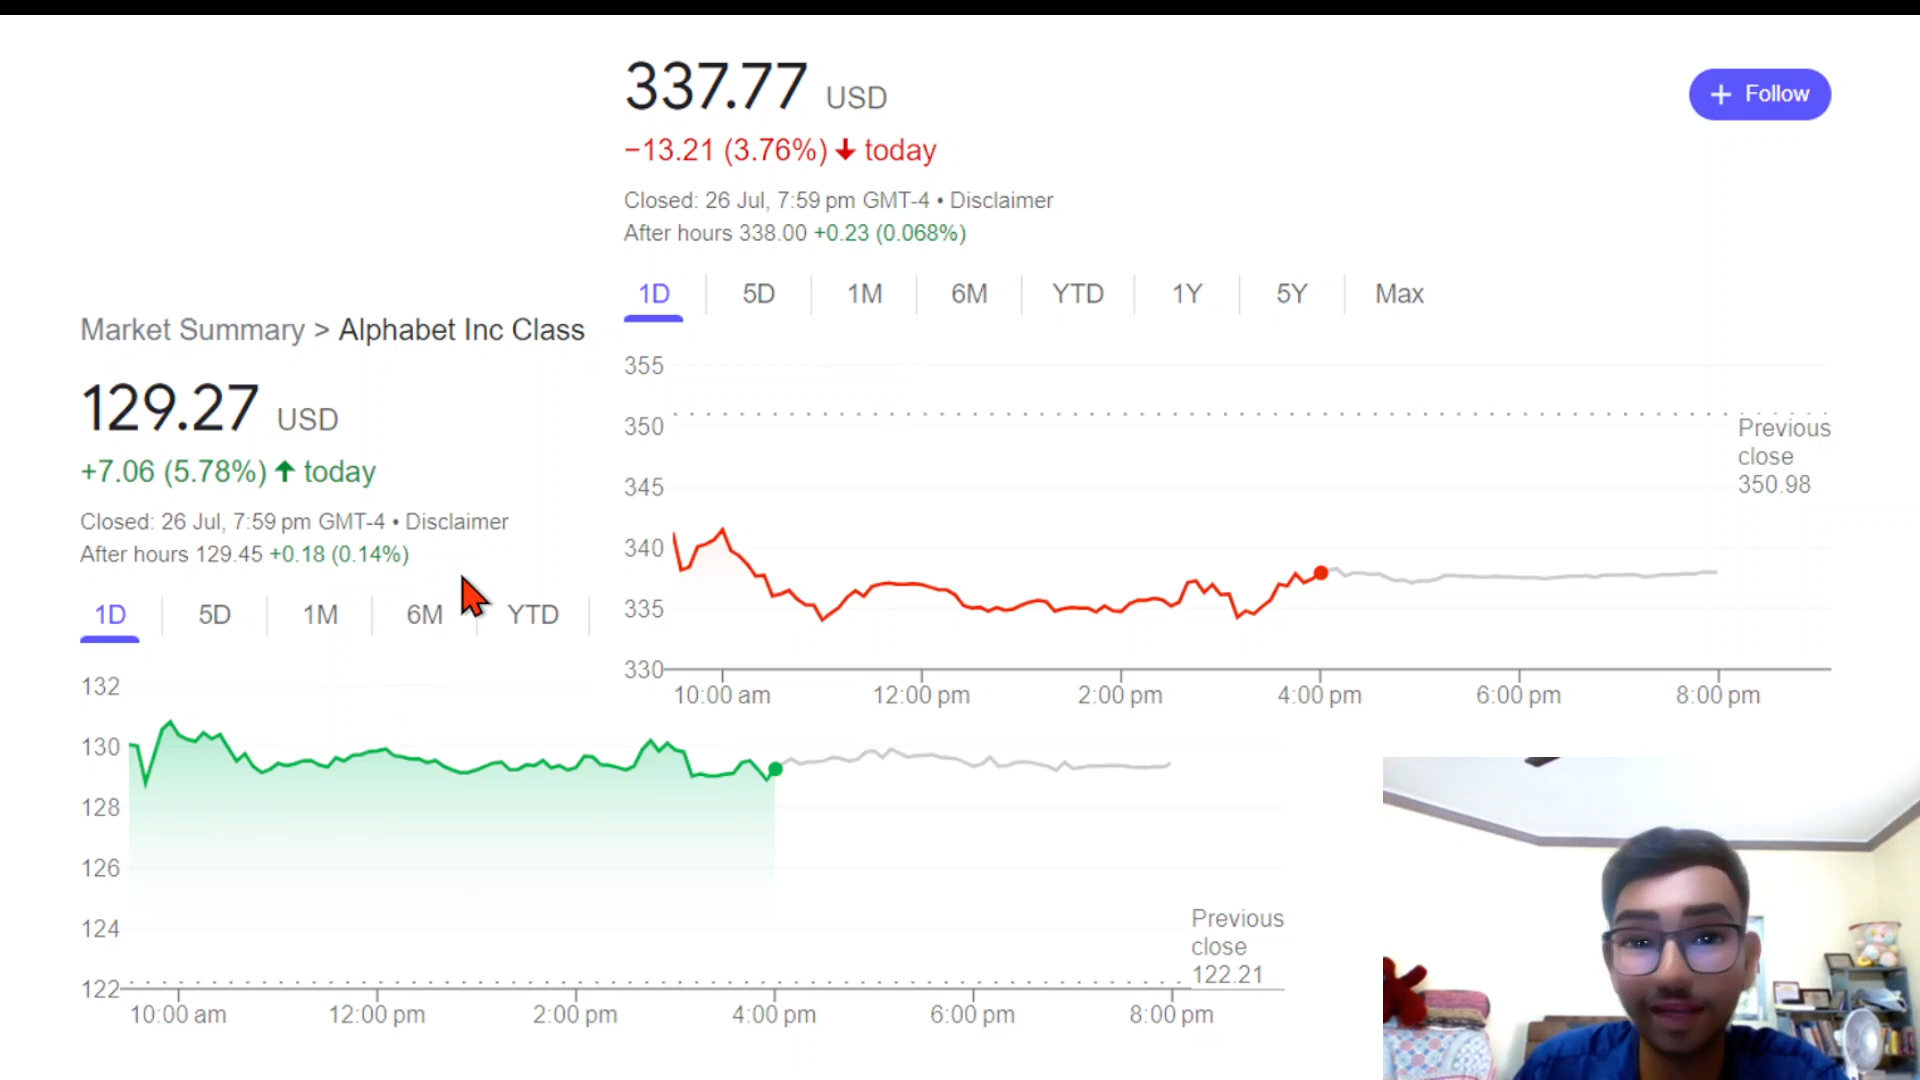 337.77 USD
+ Follow
−13.21 (3.76%) ↓ today
Closed: 26 Jul, 7:59 pm GMT-4 • Disclaimer
After hours 338.00 +0.23 (0.068%)
1D 5D 1M 6M YTD 1Y 5Y Max
355
350
345
340
335
330
Previous
close
350.98
10:00 am 12:00 pm 2:00 pm 4:00 pm 6:00 pm 8:00 pm
Market Summary > Alphabet Inc Class
129.27 USD
+7.06 (5.78%) ↑ today
Closed: 26 Jul, 7:59 pm GMT-4 • Disclaimer
After hours 129.45 +0.18 (0.14%)
1D 5D 1M 6M YTD
132
130
128
126
124
122
Previous
close
122.21
10:00 am 12:00 pm 2:00 pm 4:00 pm 6:00 pm 8:00 pm